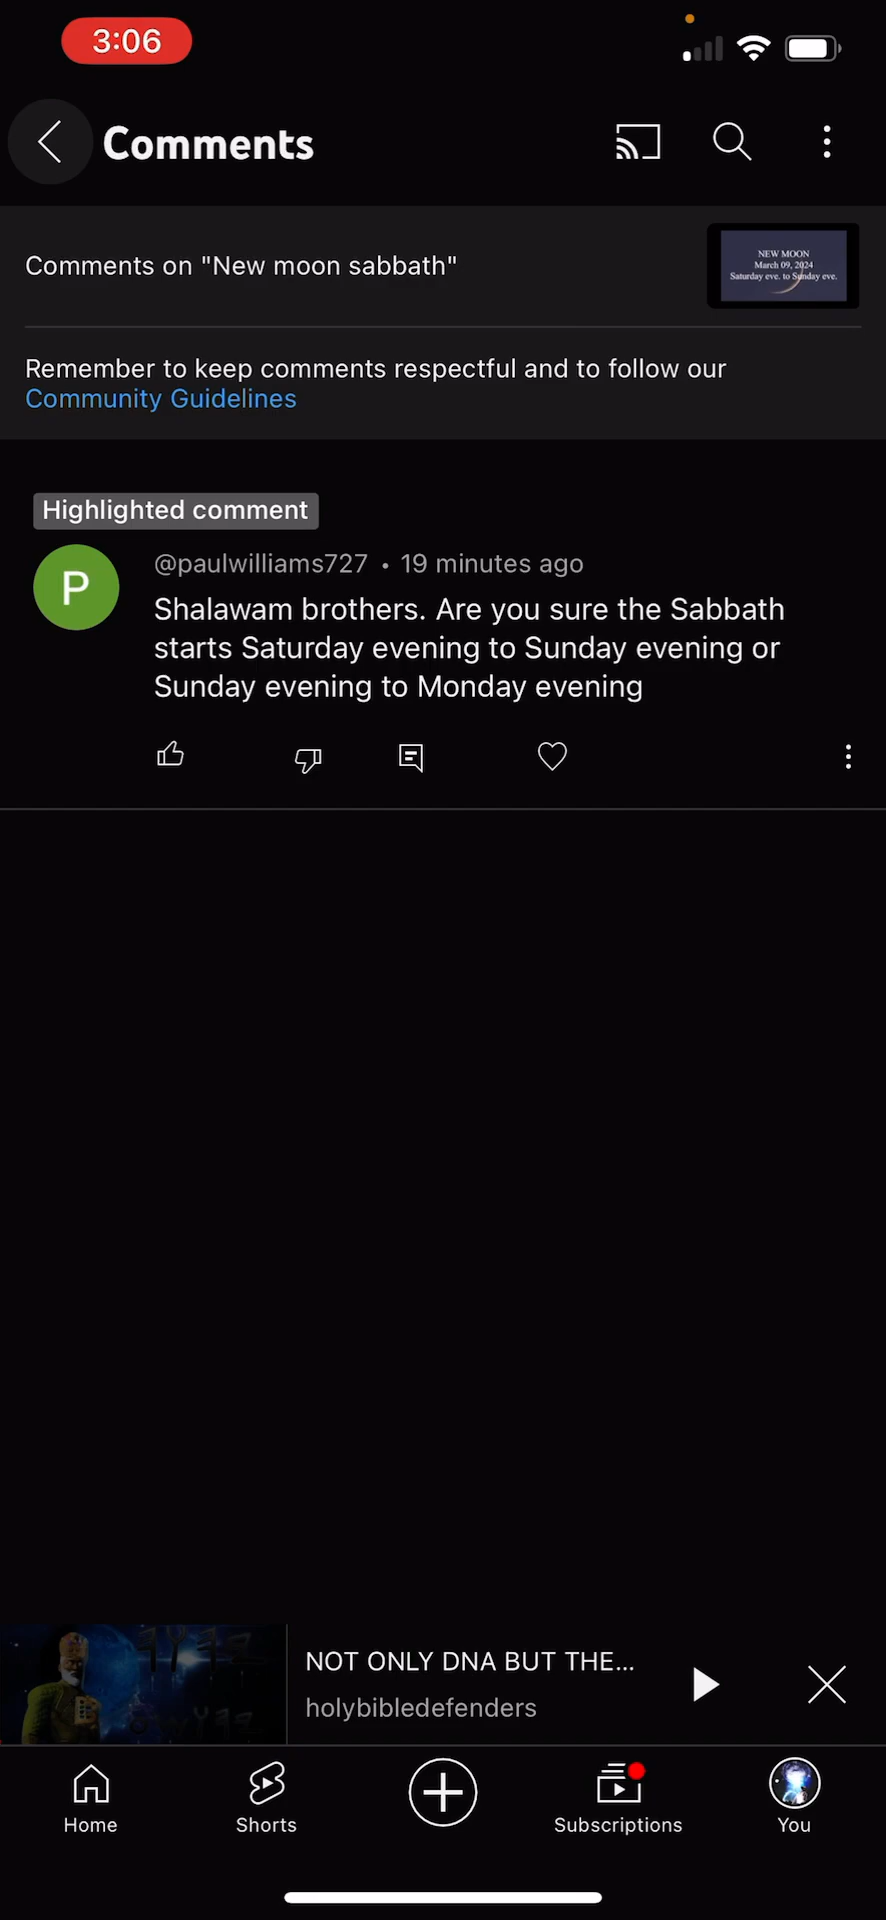 3:06
Comments
Comments on "New moon sabbath"
NEW MOON
March 09, 2024
Saturday eve. to Sunday eve.
Remember to keep comments respectful and to follow our
Community Guidelines
Highlighted comment
P
@paulwilliams727 • 19 minutes ago
Shalawam brothers. Are you sure the Sabbath
starts Saturday evening to Sunday evening or
Sunday evening to Monday evening
NOT ONLY DNA BUT THE...
holybibledefenders
Home
Shorts
Subscriptions
You